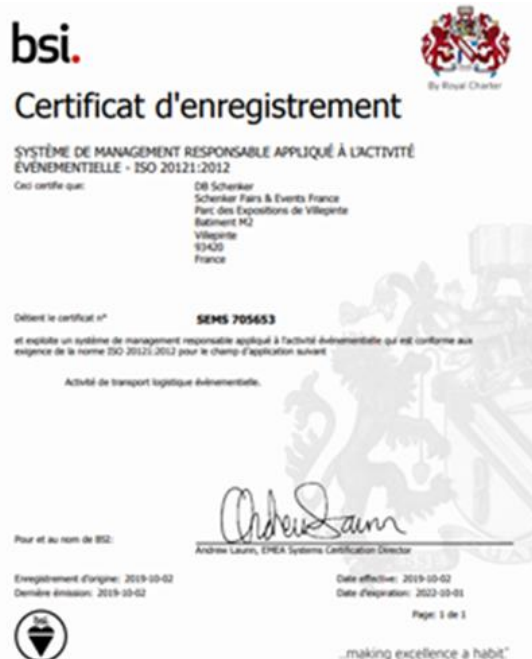 bsi.
By Royal Charter
Certificat d'enregistrement
SYSTÈME DE MANAGEMENT RESPONSABLE APPLIQUÉ À L'ACTIVITÉ
ÉVÉNEMENTIELLE - ISO 20121:2012
Ceci certifie que:
DB Schenker
Schenker Fairs & Events France
Parc des Expositions de Villepinte
Batiment M2
Villepinte
93420
France
Détient le certificat n°
SEMS 705653
et exploite un système de management responsable appliqué à l'activité événementielle qui est conforme aux
exigence de la norme ISO 20121:2012 pour le champ d'application suivant
Activité de transport logistique évènementielle.
Pour et au nom de BSI:
Andrew Launn, EMEA Systems Certification Director
Enregistrement d'origine: 2019-10-02
Date effective: 2019-10-02
Dernière émission: 2019-10-02
Date d'expiration: 2022-10-01
Page: 1 de 1
bsi.
...making excellence a habit."